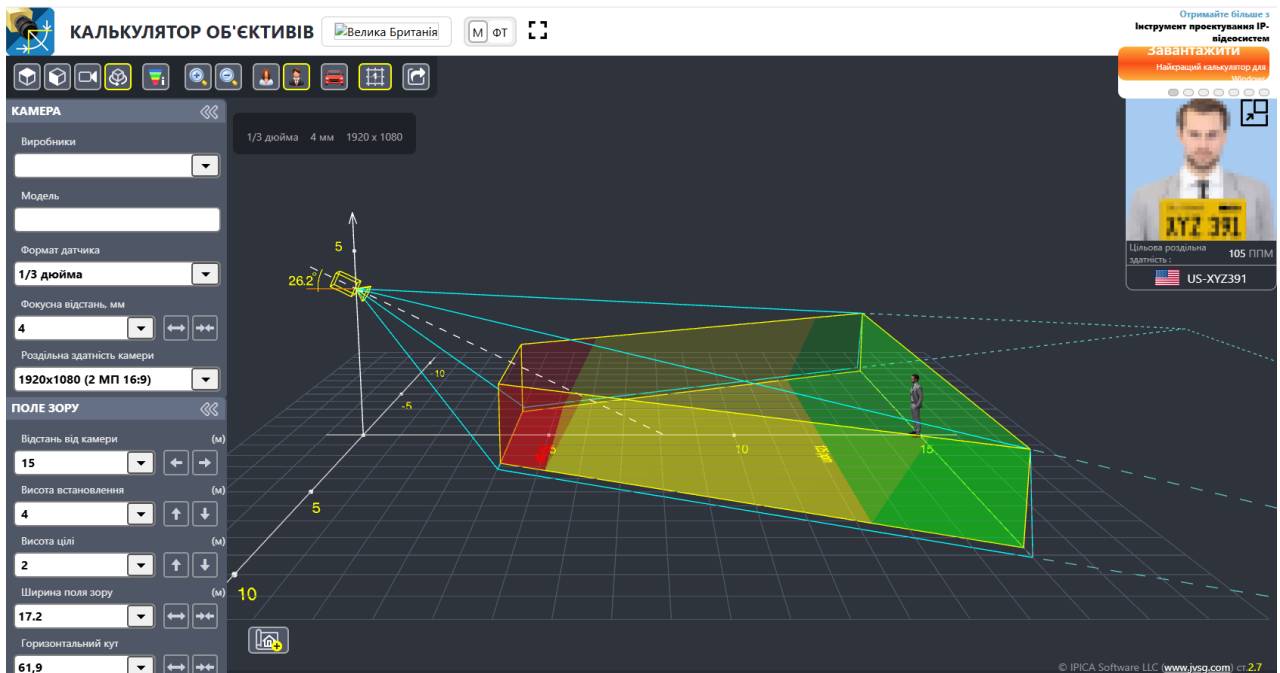 КАЛЬКУЛЯТОР ОБ'ЄКТИВІВ
Велика Британія
М ФТ
Отримайте більше з
Інструмент проектування IP-
відеосистем
Завантажити
Найкращий калькулятор для
Windows
КАМЕРА
Виробники
Модель
Формат датчика
1/3 дюйма
Фокусна відстань, мм
4
Роздільна здатність камери
1920x1080 (2 МП 16:9)
ПОЛЕ ЗОРУ
Відстань від камери (м)
15
Висота встановлення (м)
4
Висота цілі (м)
2
Ширина поля зору (м)
17.2
Горизонтальний кут
61,9
1/3 дюйма 4 мм 1920 x 1080
5
26.2°
10
-5
5
10
15
5
10
XYZ 391
Цільова роздільна
здатність :
105 ППМ
US-XYZ391
© IPICA Software LLC (www.jvsg.com) ст.2.7